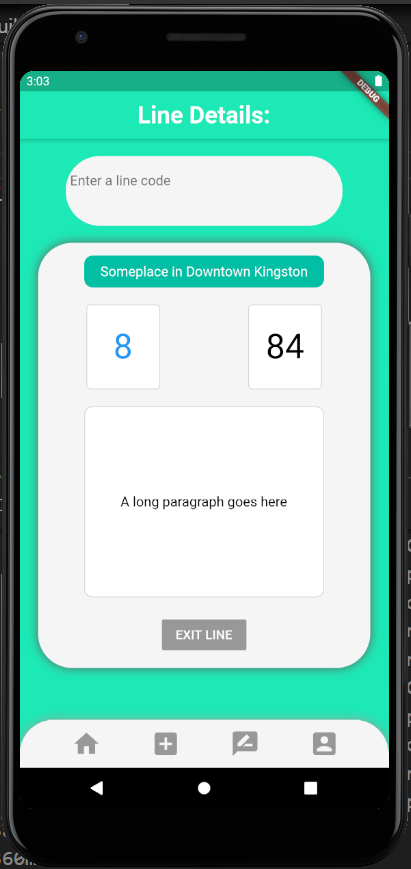 3:03
DEBUG
Line Details:
Enter a line code
Someplace in Downtown Kingston
8
84
A long paragraph goes here
EXIT LINE